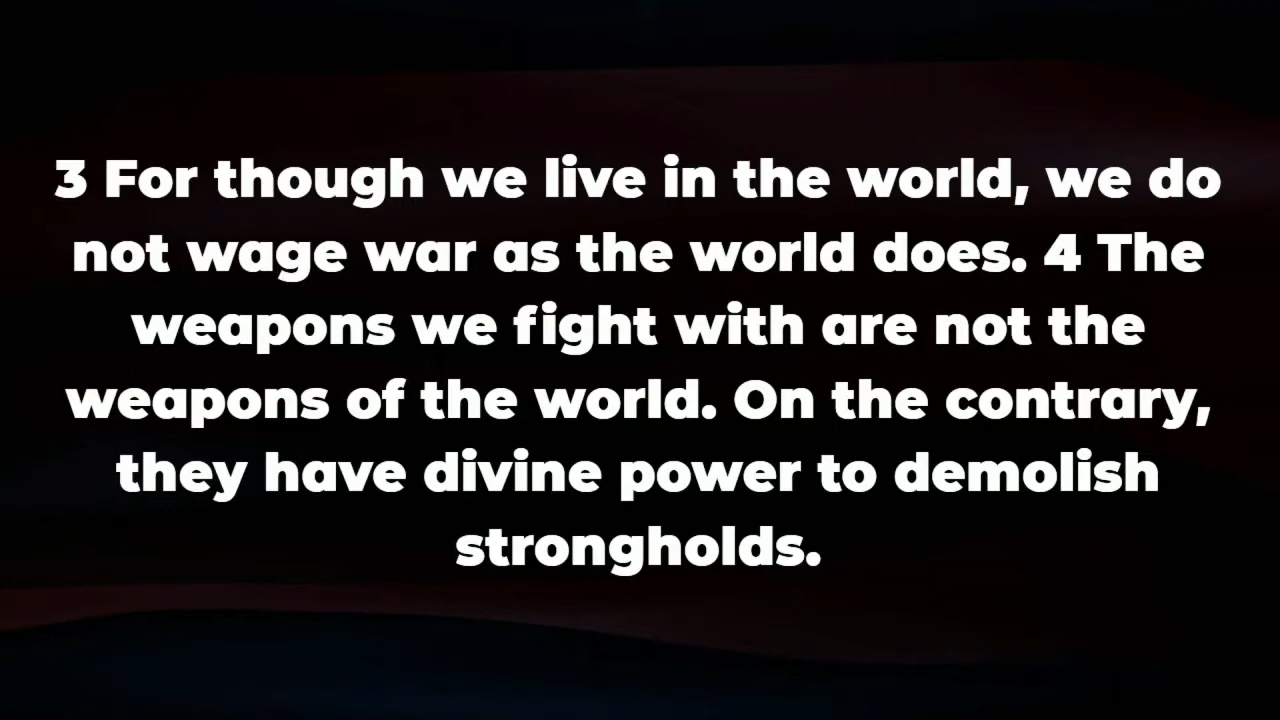 3 For though we live in the world, we do
not wage war as the world does. 4 The
weapons we fight with are not the
weapons of the world. On the contrary,
they have divine power to demolish
strongholds.